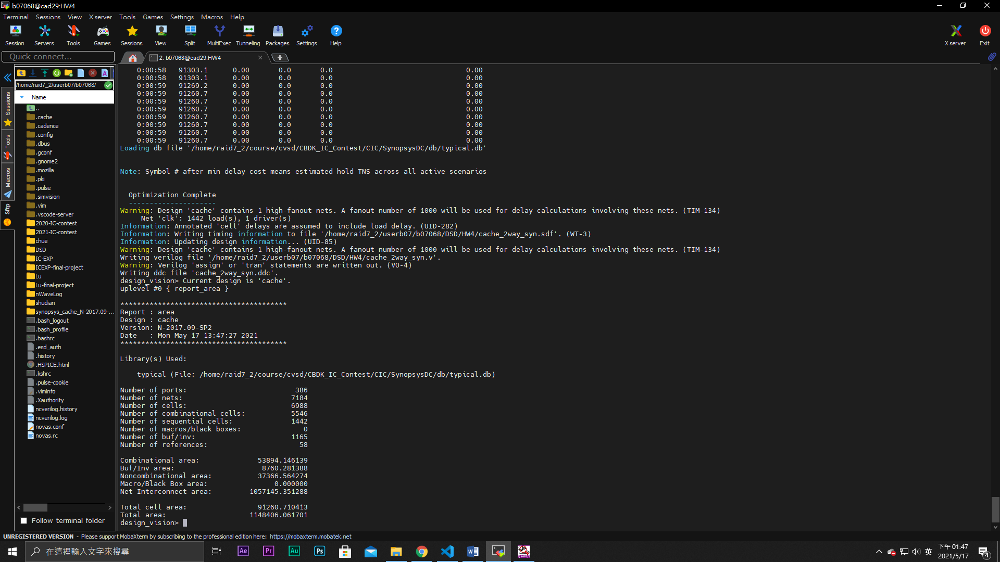 b07068@cad29:HW4
Terminal Sessions View X server Tools Games Settings Macros Help
Session Servers Tools Games Sessions View Split MultiExec Tunneling Packages Settings Help X server Exit
Quick connect...
2. b07068@cad29:HW4
/home/raid7_2/userb07/b07068/
Name
..
.cache
.cadence
.config
.dbus
.gconf
.gnome2
.mozilla
.pki
.pulse
.simvision
.vim
.vscode-server
2020-IC-contest
2021-IC-contest
chue
DSD
IC-EXP
ICEXP-final-project
Lu
Lu-final-project
nWaveLog
shudian
synopsys_cache_N-2017.09-...
.bash_logout
.bash_profile
.bashrc
.esd_auth
.history
.HSPICE.html
.kshrc
.pulse-cookie
.viminfo
.Xauthority
ncverilog.history
ncverilog.log
novas.conf
novas.rc
Follow terminal folder
Sessions
Tools
Macros
Sftp
0:00:58 91303.1 0.00 0.0 0.0 0.00
0:00:58 91303.1 0.00 0.0 0.0 0.00
0:00:59 91269.2 0.00 0.0 0.0 0.00
0:00:59 91260.7 0.00 0.0 0.0 0.00
0:00:59 91260.7 0.00 0.0 0.0 0.00
0:00:59 91260.7 0.00 0.0 0.0 0.00
0:00:59 91260.7 0.00 0.0 0.0 0.00
0:00:59 91260.7 0.00 0.0 0.0 0.00
0:00:59 91260.7 0.00 0.0 0.0 0.00
0:00:59 91260.7 0.00 0.0 0.0 0.00
Loading db file '/home/raid7_2/course/cvsd/CBDK_IC_Contest/CIC/SynopsysDC/db/typical.db'
Note: Symbol # after min delay cost means estimated hold TNS across all active scenarios
Optimization Complete
---------------------
Warning: Design 'cache' contains 1 high-fanout nets. A fanout number of 1000 will be used for delay calculations involving these nets. (TIM-134)
Net 'clk': 1442 load(s), 1 driver(s)
Information: Annotated 'cell' delays are assumed to include load delay. (UID-282)
Information: Writing timing information to file '/home/raid7_2/userb07/b07068/DSD/HW4/cache_2way_syn.sdf'. (WT-3)
Information: Updating design information... (UID-85)
Warning: Design 'cache' contains 1 high-fanout nets. A fanout number of 1000 will be used for delay calculations involving these nets. (TIM-134)
Writing verilog file '/home/raid7_2/userb07/b07068/DSD/HW4/cache_2way_syn.v'.
Warning: Verilog 'assign' or 'tran' statements are written out. (VO-4)
Writing ddc file 'cache_2way_syn.ddc'.
design_vision> Current design is 'cache'.
uplevel #0 { report_area }
****************************************
Report : area
Design : cache
Version: N-2017.09-SP2
Date : Mon May 17 13:47:27 2021
****************************************
Library(s) Used:
typical (File: /home/raid7_2/course/cvsd/CBDK_IC_Contest/CIC/SynopsysDC/db/typical.db)
Number of ports: 386
Number of nets: 7184
Number of cells: 6988
Number of combinational cells: 5546
Number of sequential cells: 1442
Number of macros/black boxes: 0
Number of buf/inv: 1165
Number of references: 58
Combinational area: 53894.146139
Buf/Inv area: 8760.281388
Noncombinational area: 37366.564274
Macro/Black Box area: 0.000000
Net Interconnect area: 1057145.351288
Total cell area: 91260.710413
Total area: 1148406.061701
design_vision>
UNREGISTERED VERSION - Please support MobaXterm by subscribing to the professional edition here: https://mobaxterm.mobatek.net
在這裡輸入文字來搜尋
Ae Pr Au Ps
英
下午 01:47
2021/5/17
4